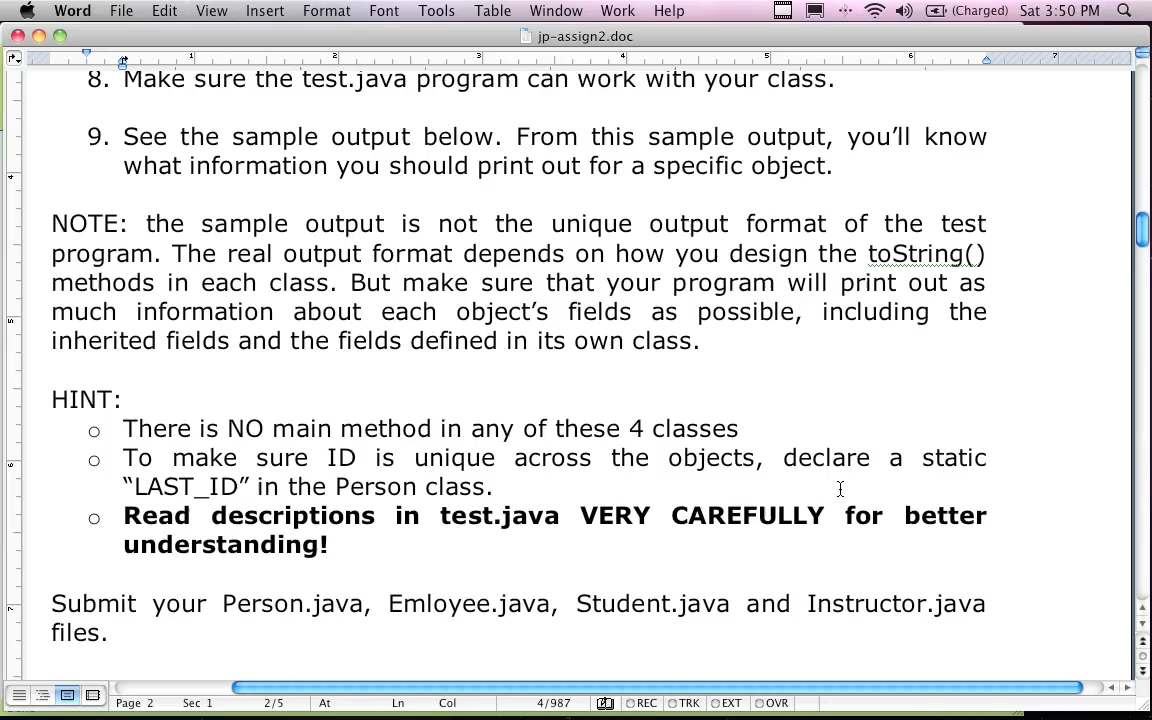 Word File Edit View Insert Format Font Tools Table Window Work Help (Charged) Sat 3:50 PM
jp-assign2.doc
1 2 3 4 5 6 7
8. Make sure the test.java program can work with your class.
9. See the sample output below. From this sample output, you’ll know
what information you should print out for a specific object.
NOTE: the sample output is not the unique output format of the test
program. The real output format depends on how you design the toString()
methods in each class. But make sure that your program will print out as
much information about each object’s fields as possible, including the
inherited fields and the fields defined in its own class.
HINT:
o There is NO main method in any of these 4 classes
o To make sure ID is unique across the objects, declare a static
“LAST_ID” in the Person class.
o Read descriptions in test.java VERY CAREFULLY for better
understanding!
Submit your Person.java, Emloyee.java, Student.java and Instructor.java
files.
Page 2 Sec 1 2/5 At Ln Col 4/987 REC TRK EXT OVR